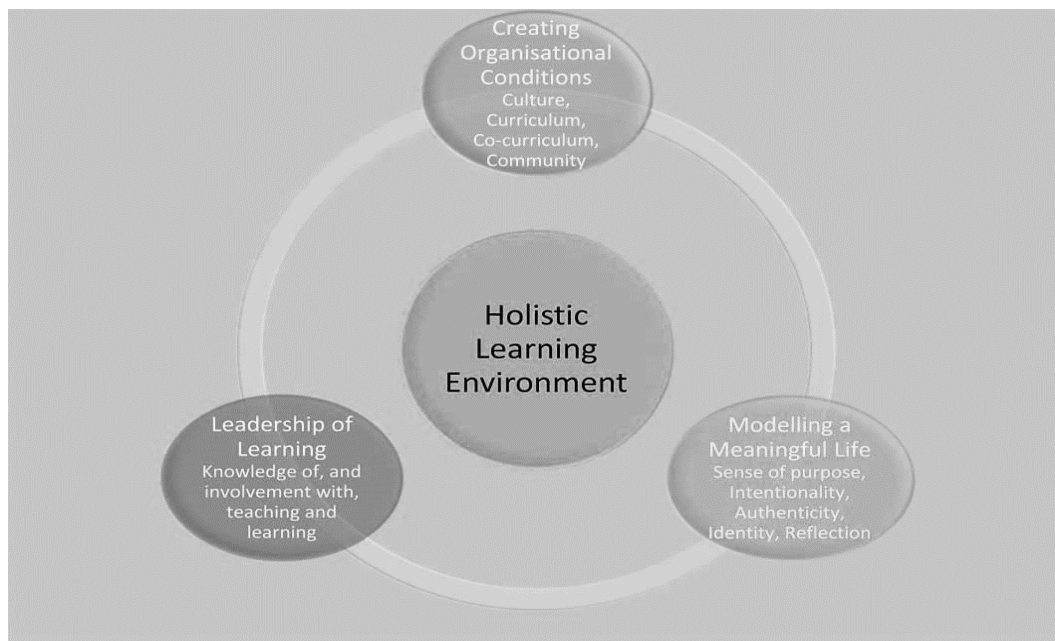 Creating
Organisational
Conditions
Culture,
Curriculum,
Co-curriculum,
Community
Holistic
Learning
Environment
Leadership of
Learning
Knowledge of, and
involvement with,
teaching and
learning
Modelling a
Meaningful Life
Sense of purpose,
Intentionality,
Authenticity,
Identity, Reflection